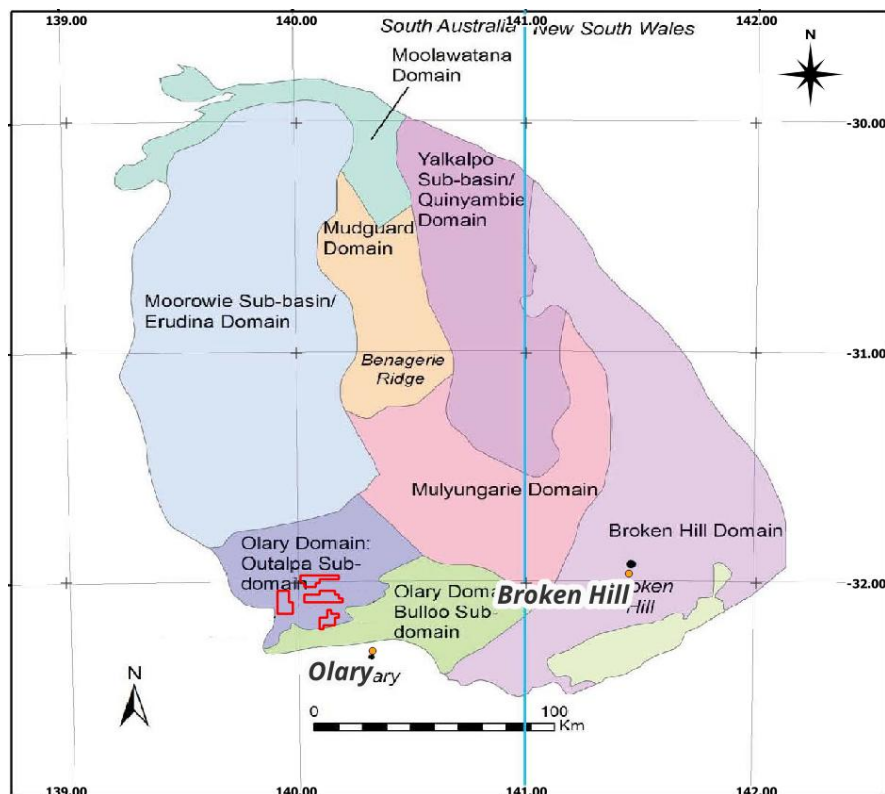 139.00
140.00
141.00
142.00
South Australia
New South Wales
N
Moolawatana
Domain
-30.00
Yalkalpo
Sub-basin/
Quinyambie
Domain
Mudguard
Domain
Moorowie Sub-basin/
Erudina Domain
-31.00
Benagerie
Ridge
Mulyungarie Domain
Broken Hill Domain
Olary Domain:
Outalpa Sub-
domain
-32.00
Olary Doma
Bulloo Sub-
domain
Broken Hill
oken
Hill
Olary
ary
N
0
100
Km
139.00
140.00
141.00
142.00